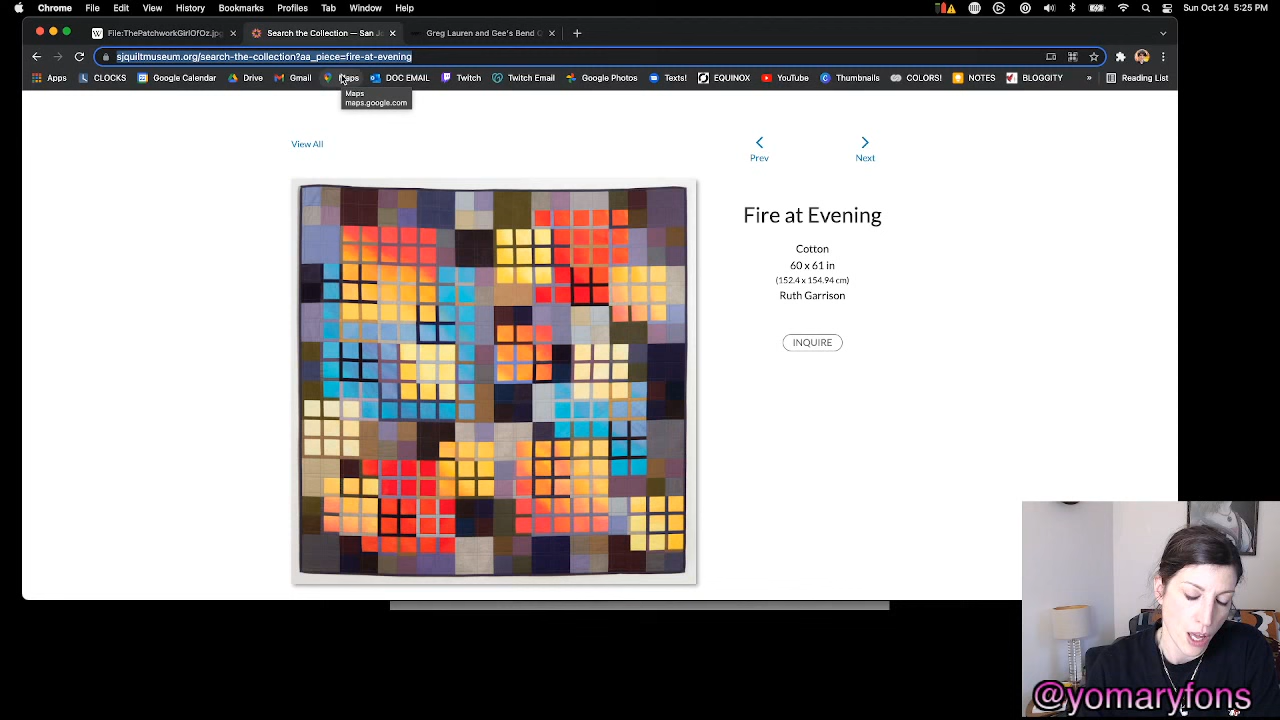 Chrome File Edit View History Bookmarks Profiles Tab Window Help Sun Oct 24 5:25 PM
W File:ThePatchworkGirlOfOz.jpg Search the Collection — San Jo Greg Lauren and Gee's Bend Q
sjquiltmuseum.org/search-the-collection?aa_piece=fire-at-evening
Apps CLOCKS Google Calendar Drive Gmail DOC EMAIL Twitch Twitch Email Google Photos Texts! EQUINOX YouTube Thumbnails COLORS! NOTES BLOGGITY » Reading List
Maps
maps.google.com
View All
Prev Next
Fire at Evening
Cotton
60 x 61 in
(152.4 x 154.94 cm)
Ruth Garrison
INQUIRE
@yomaryfons